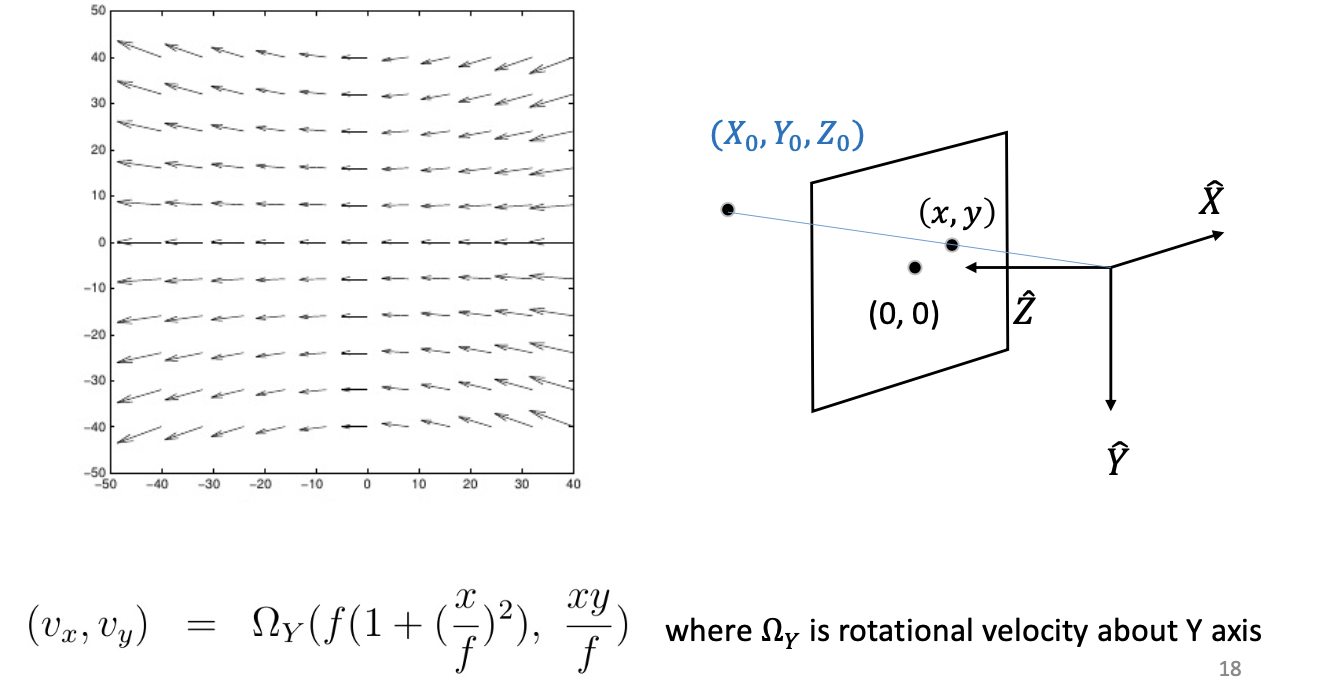 50
40
30
20
10
0
−10
−20
−30
−40
−50
−50 −40 −30 −20 −10 0 10 20 30 40
(X₀, Y₀, Z₀)
(x, y)
X̂
(0, 0)
Ẑ
Ŷ
(vₓ, v_y) = Ω_Y(f(1 + (x/f)²), xy/f) where Ω_Y is rotational velocity about Y axis
18